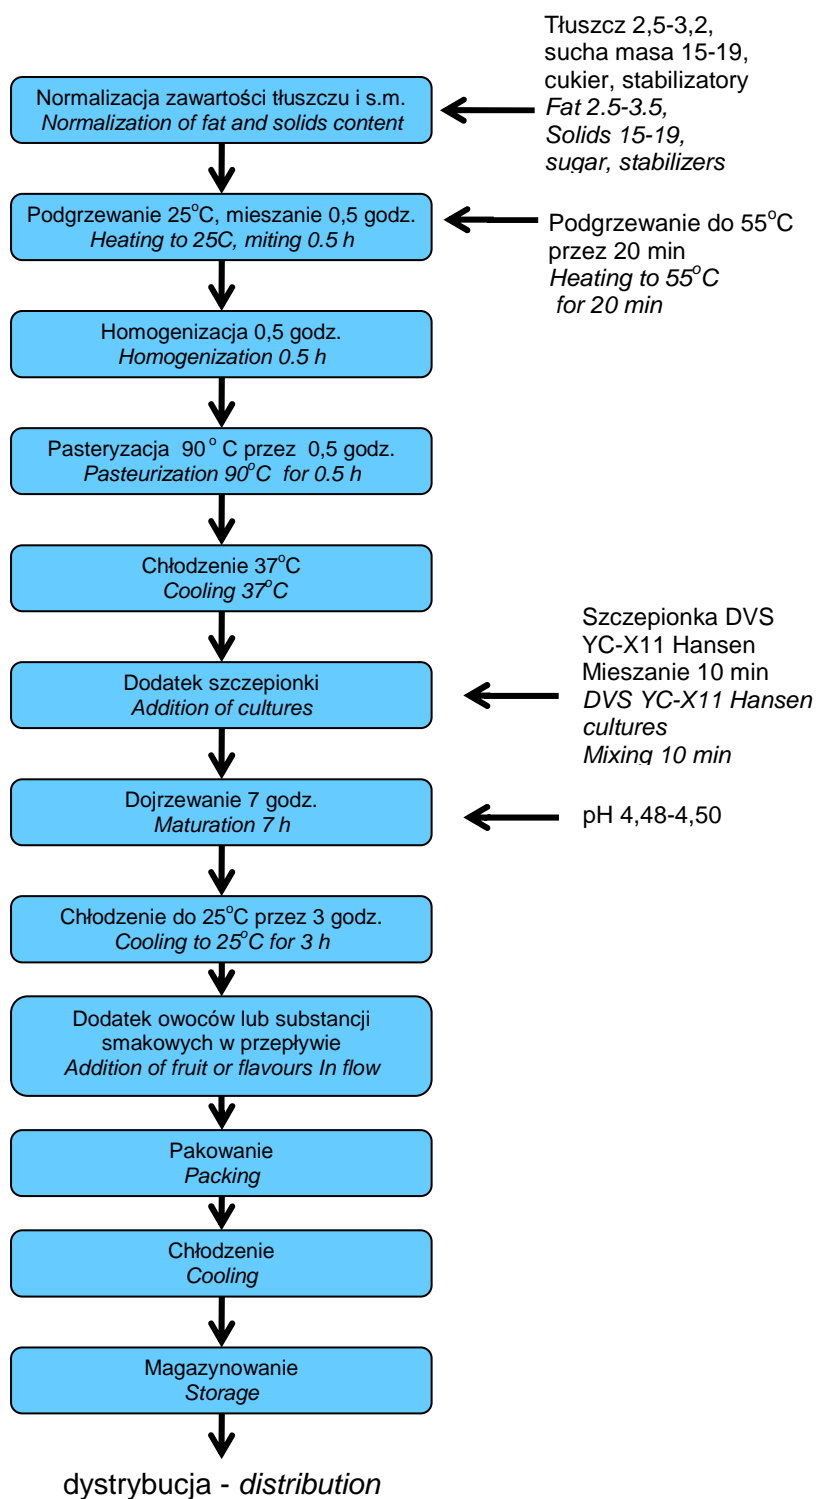 Tłuszcz 2,5-3,2,
sucha masa 15-19,
cukier, stabilizatory
Fat 2.5-3.5,
Solids 15-19,
sugar, stabilizers
Normalizacja zawartości tłuszczu i s.m.
Normalization of fat and solids content
Podgrzewanie 25°C, mieszanie 0,5 godz.
Heating to 25C, miting 0.5 h
Podgrzewanie do 55°C
przez 20 min
Heating to 55°C
for 20 min
Homogenizacja 0,5 godz.
Homogenization 0.5 h
Pasteryzacja 90° C przez 0,5 godz.
Pasteurization 90°C for 0.5 h
Chłodzenie 37°C
Cooling 37°C
Szczepionka DVS
YC-X11 Hansen
Mieszanie 10 min
DVS YC-X11 Hansen
cultures
Mixing 10 min
Dodatek szczepionki
Addition of cultures
Dojrzewanie 7 godz.
Maturation 7 h
pH 4,48-4,50
Chłodzenie do 25°C przez 3 godz.
Cooling to 25°C for 3 h
Dodatek owoców lub substancji
smakowych w przepływie
Addition of fruit or flavours In flow
Pakowanie
Packing
Chłodzenie
Cooling
Magazynowanie
Storage
dystrybucja - distribution